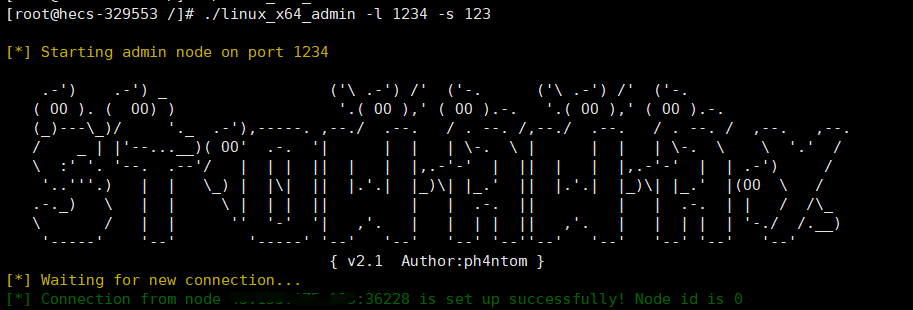 [root@hecs-329553 /]# ./linux_x64_admin -l 1234 -s 123
[*] Starting admin node on port 1234
{ v2.1 Author:ph4ntom }
[*] Waiting for new connection...
[*] Connection from node :36228 is set up successfully! Node id is 0